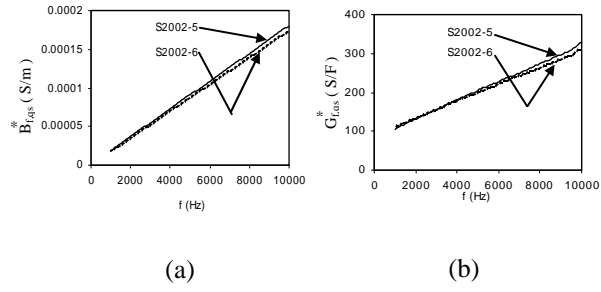 0.0002
0.00015
0.0001
0.00005
0
0 2000 4000 6000 8000 10000
f (Hz)
B*f,qs ( S/m )
S2002-5
S2002-6
(a)
400
300
200
100
0
0 2000 4000 6000 8000 10000
f (Hz)
G*f,qs ( S/F )
S2002-5
S2002-6
(b)